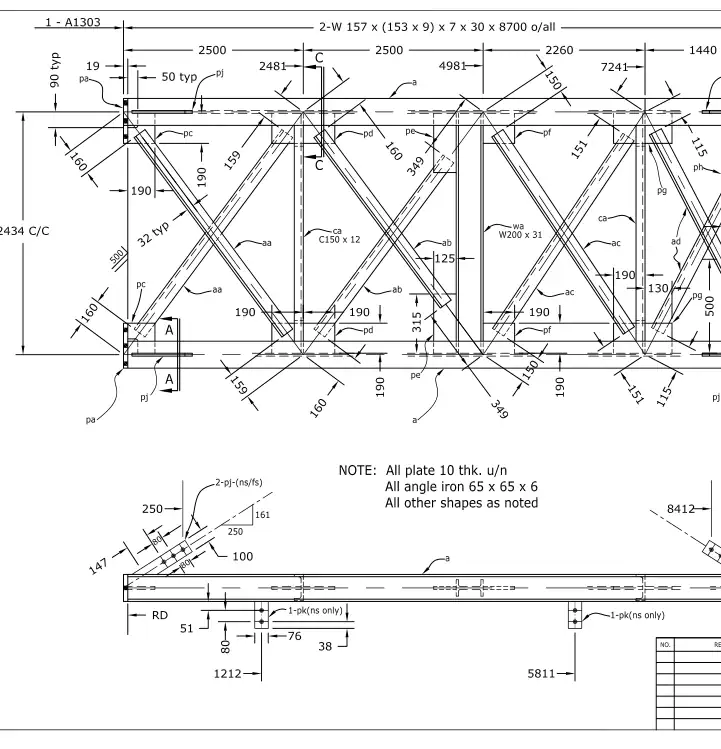 1 - A1303
2-W 157 x (153 x 9) x 7 x 30 x 8700 o/all
2500 2500 2260 1440
C
90 typ 19 50 typ pj 2481 4981 150 7241
pa a
160 pc 190 159 pd 160 pe 349 pf 151 115
C pg ph
190
2434 C/C 32 typ ca wa ca
C150 x 12 W200 x 31
500 aa ab 125 ac ad
pc aa ab ac 190 130 pg
160 190 190 315 190 500
A pd pf
A pe 150
pj 159 160 190 349 190 151 115 pj
pa a
NOTE: All plate 10 thk. u/n
All angle iron 65 x 65 x 6
All other shapes as noted
2-pj-(ns/fs)
250 161 8412
80 250
147 80 100 a
RD 1-pk(ns only) 1-pk(ns only)
51
80 76 38
1212 5811
NO. RE